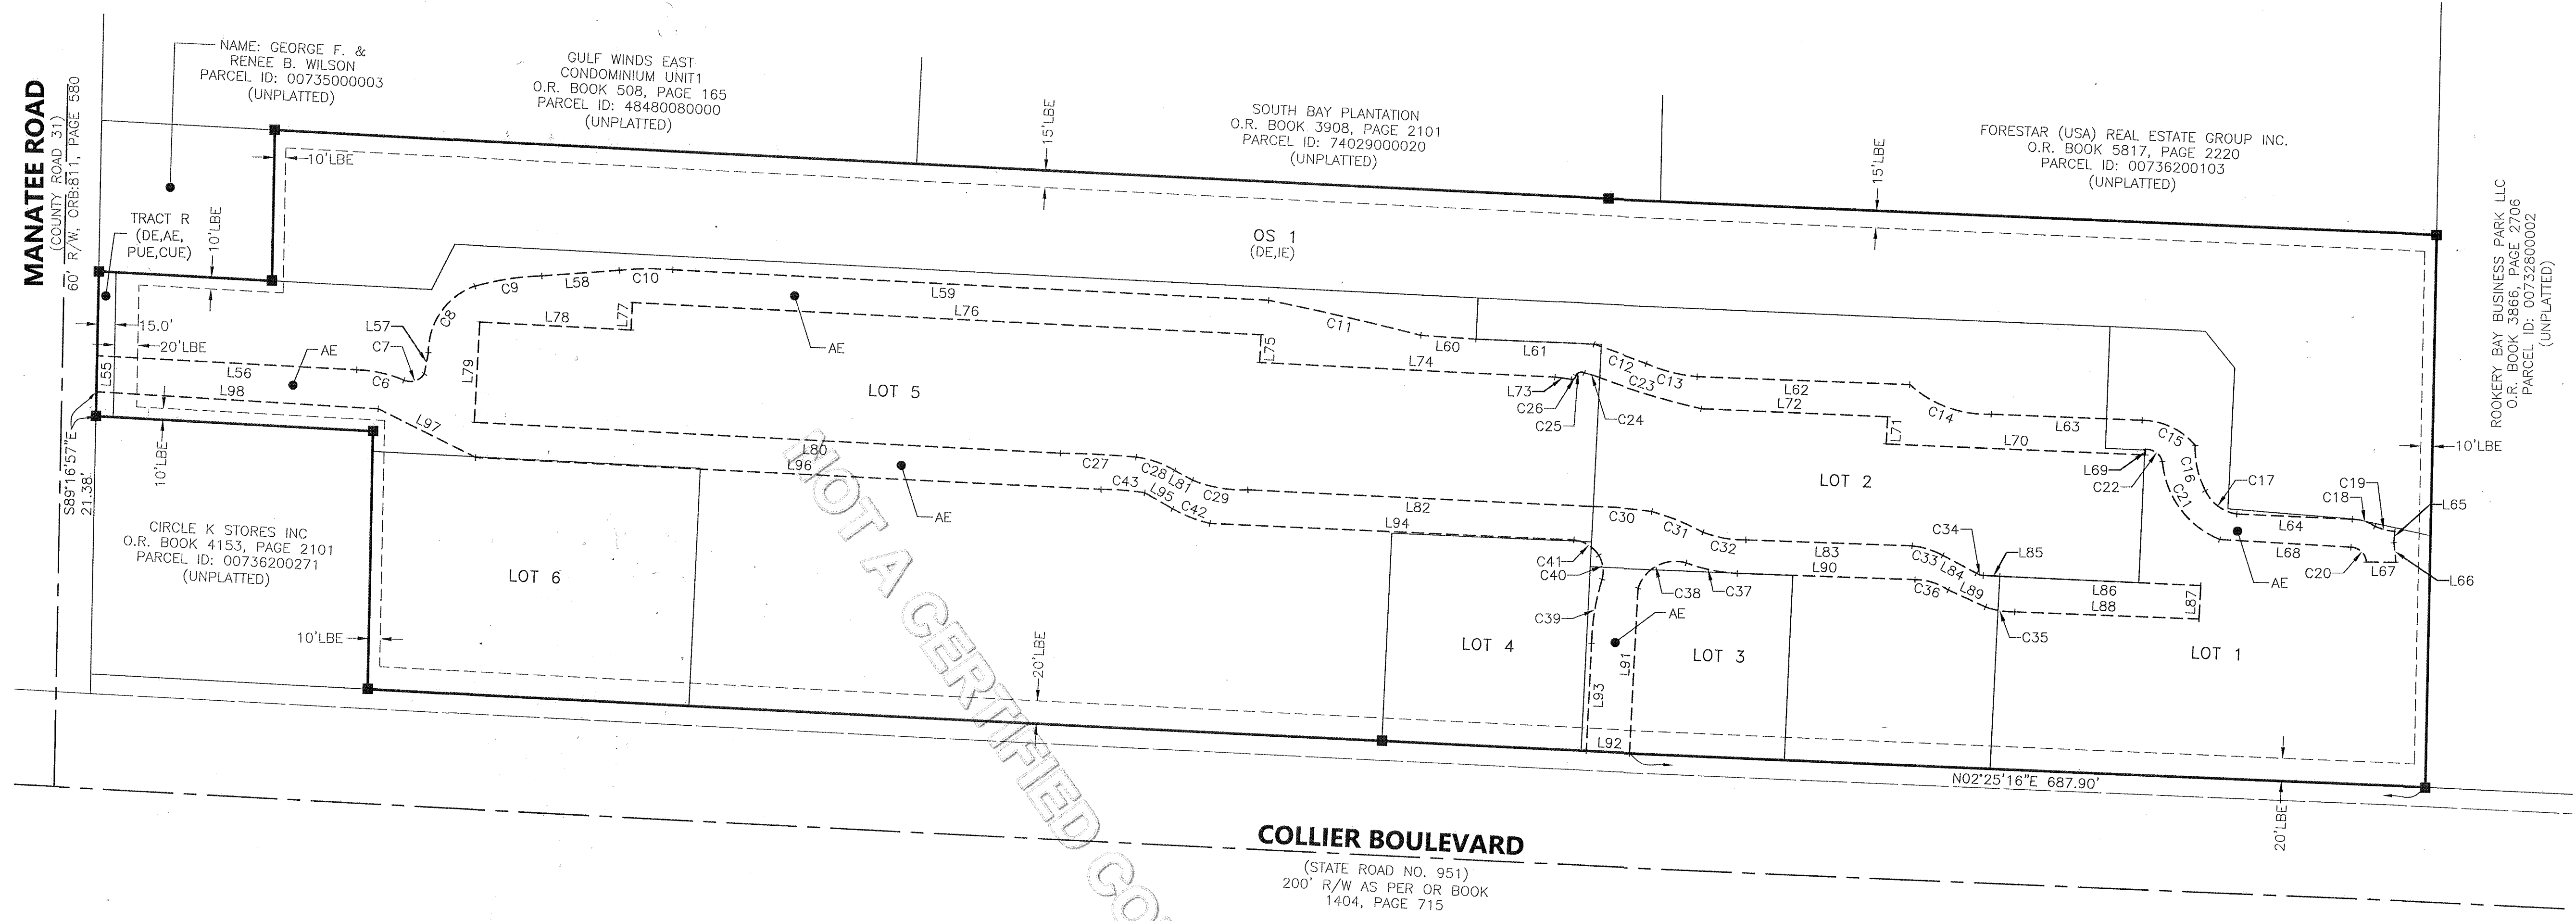 MANATEE ROAD
(COUNTY ROAD 31)
60' R/W, ORB:811, PAGE 580
NAME: GEORGE F. &
RENEE B. WILSON
PARCEL ID: 00735000003
(UNPLATTED)
GULF WINDS EAST
CONDOMINIUM UNIT1
O.R. BOOK 508, PAGE 165
PARCEL ID: 48480080000
(UNPLATTED)
SOUTH BAY PLANTATION
O.R. BOOK 3908, PAGE 2101
PARCEL ID: 74029000020
(UNPLATTED)
FORESTAR (USA) REAL ESTATE GROUP INC.
O.R. BOOK 5817, PAGE 2220
PARCEL ID: 00736200103
(UNPLATTED)
ROOKERY BAY BUSINESS PARK LLC
O.R. BOOK 3866, PAGE 2706
PARCEL ID: 00732800002
(UNPLATTED)
10'LBE
15'LBE
15'LBE
TRACT R
(DE,AE,
PUE,CUE)
10'LBE
OS 1
(DE,IE)
15.0'
20'LBE
AE
L55
L56
L98
L97
C6
C7
L57
C8
C9
L58
C10
L59
L76
L77
L78
L79
AE
LOT 5
C11
L60
L61
L75
L74
L73
C26
C25
C24
C12
C23
C13
L62
L72
C14
L63
L71
L70
L69
C22
C15
C16
C21
C17
C18
C19
L64
L65
L66
L67
L68
C20
AE
10'LBE
LOT 2
L80
L96
C27
C28
L81
C29
C43
L95
C42
AE
L82
L94
C30
C31
C32
L83
C33
L84
C34
L85
L86
L87
L88
C35
L89
C36
L90
C37
C38
C39
C40
C41
AE
L91
L92
L93
S89°16'57"E
21.38'
10'LBE
CIRCLE K STORES INC
O.R. BOOK 4153, PAGE 2101
PARCEL ID: 00736200271
(UNPLATTED)
10'LBE
LOT 6
20'LBE
LOT 4
LOT 3
LOT 1
N02°25'16"E 687.90'
20'LBE
NOT A CERTIFIED CO
COLLIER BOULEVARD
(STATE ROAD NO. 951)
200' R/W AS PER OR BOOK
1404, PAGE 715